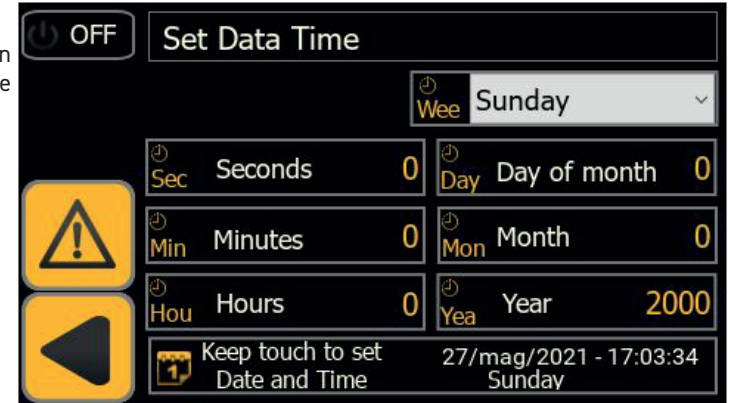 n
e
OFF
Set Data Time
Wee Sunday
Sec Seconds 0
Day Day of month 0
Min Minutes 0
Mon Month 0
Hou Hours 0
Yea Year 2000
1
Keep touch to set
Date and Time
27/mag/2021 - 17:03:34
Sunday